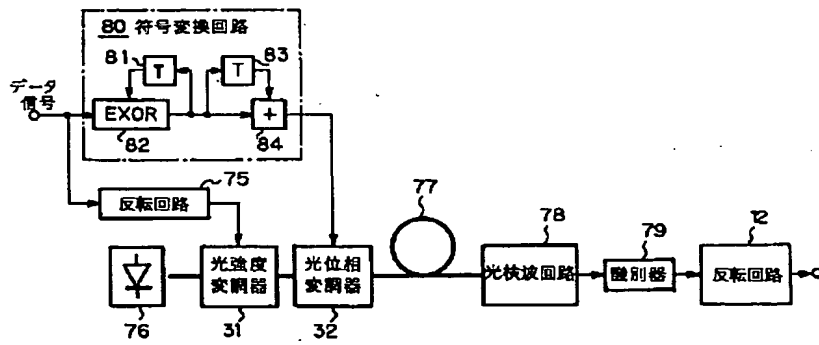 80 符号変換回路
81
T
83
T
データ
信号
EXOR
82
+
84
75
反転回路
77
78
79
12
光強度
変調器
光位相
変調器
光検波回路
識別器
反転回路
76
31
32